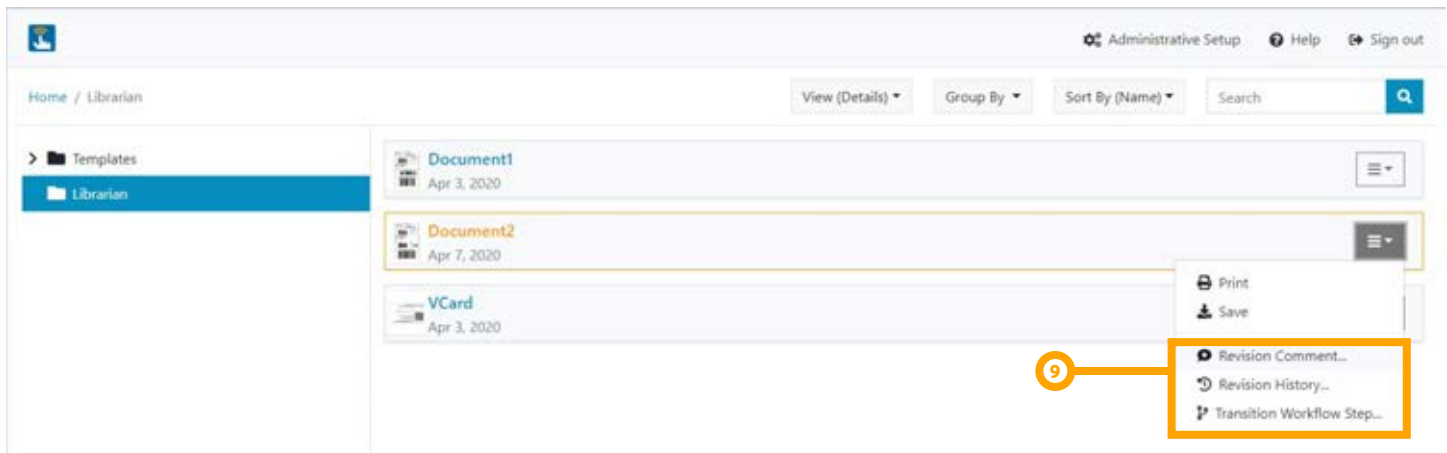 Administrative Setup Help Sign out
Home / Librarian View (Details) Group By Sort By (Name) Search
Templates
Librarian
Document1
Apr 3, 2020
Document2
Apr 7, 2020
Print
Save
VCard
Apr 3, 2020
9
Revision Comment...
Revision History...
Transition Workflow Step...